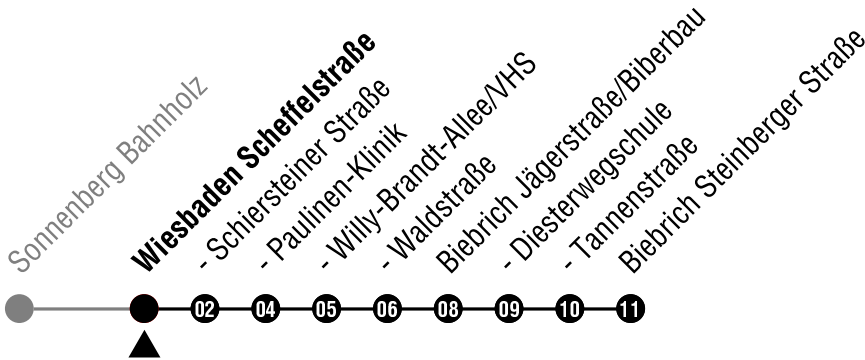 Sonnenberg Bahnholz
Wiesbaden Scheffelstraße
- Schiersteiner Straße
- Paulinen-Klinik
- Willy-Brandt-Allee/VHS
- Waldstraße
Biebrich Jägerstraße/Biberbau
- Diesterwegschule
- Tannenstraße
Biebrich Steinberger Straße
02 04 05 06 08 09 10 11